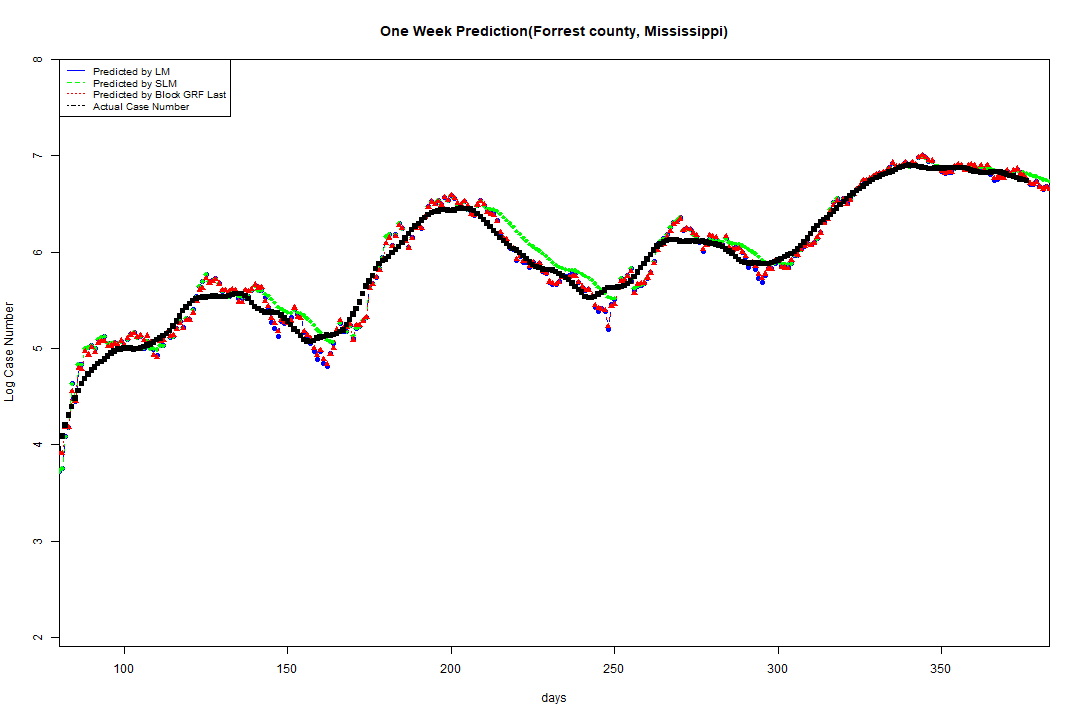 One Week Prediction(Forrest county, Mississippi)
Predicted by LM
Predicted by SLM
Predicted by Block GRF Last
Actual Case Number
8
7
6
5
4
3
2
Log Case Number
100 150 200 250 300 350
days